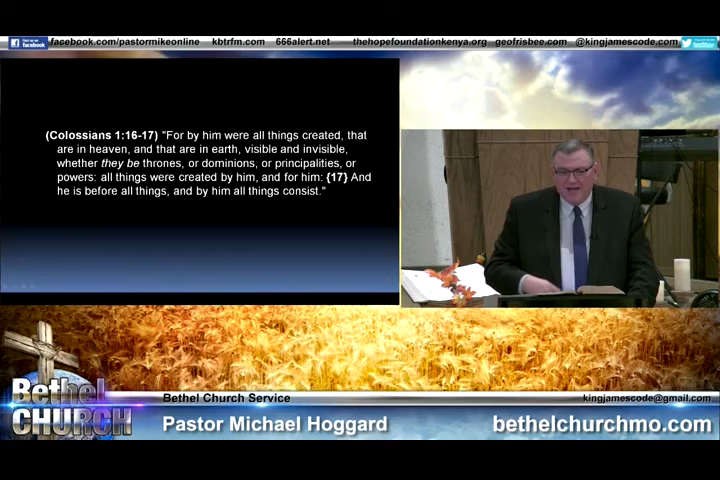 Find us on facebook
facebook.com/pastormikeonline kbtrfm.com 666alert.net thehopefoundationkenya.org geofrisbee.com @kingjamescode.com
(Colossians 1:16-17) "For by him were all things created, that
are in heaven, and that are in earth, visible and invisible,
whether they be thrones, or dominions, or principalities, or
powers: all things were created by him, and for him: {17} And
he is before all things, and by him all things consist."
Bethel
CHURCH
Bethel Church Service kingjamescode@gmail.com
Pastor Michael Hoggard bethelchurchmo.com